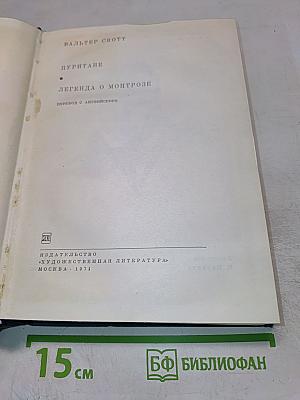 ВАЛЬТЕР СКОТТ
ПУРИТАНЕ
ЛЕГЕНДА О МОНТРОЗЕ
ПЕРЕВОД С АНГЛИЙСКОГО
ИЗДАТЕЛЬСТВО
«ХУДОЖЕСТВЕННАЯ ЛИТЕРАТУРА»
МОСКВА · 1971
15 см
БФ БИБЛИОФАН